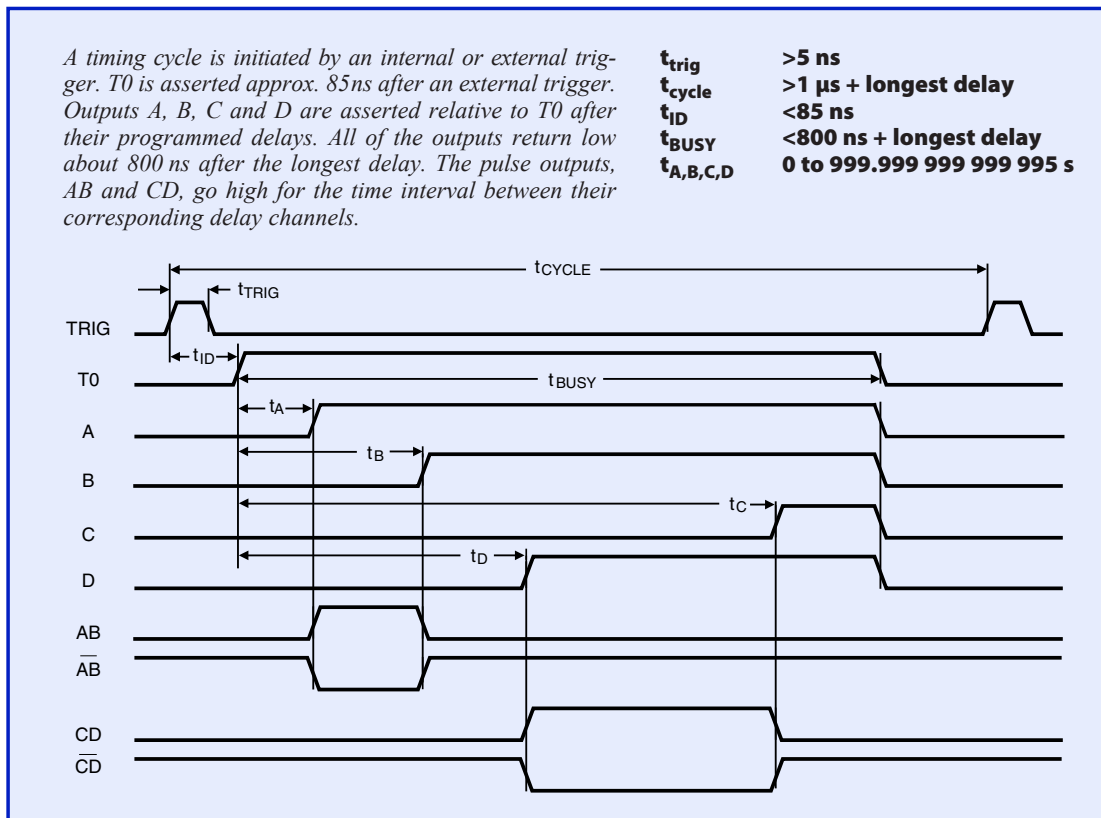 A timing cycle is initiated by an internal or external trig-
ger. T0 is asserted approx. 85ns after an external trigger.
Outputs A, B, C and D are asserted relative to T0 after
their programmed delays. All of the outputs return low
about 800 ns after the longest delay. The pulse outputs,
AB and CD, go high for the time interval between their
corresponding delay channels.
ttrig >5 ns
tcycle >1 µs + longest delay
tID <85 ns
tBUSY <800 ns + longest delay
tA,B,C,D 0 to 999.999 999 999 995 s
tCYCLE
tTRIG
TRIG
tID
T0
tBUSY
tA
A
tB
B
tC
C
tD
D
AB
A̅B̅
CD
C̅D̅